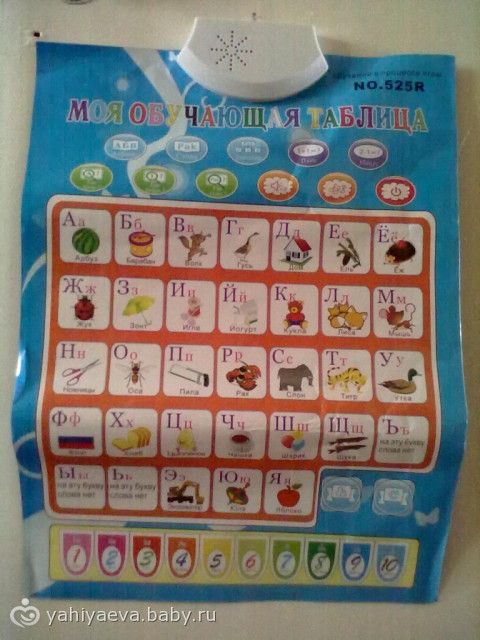 NO.525R
МОЯ ОБУЧАЮЩАЯ ТАБЛИЦА
АБВ Рак
Аа Бб Вв Гг Дд Ее Ёё
Арбуз Барабан Волк Гусь Дом Ель Ёж
Жж Зз Ии Йй Кк Лл Мм
Жук Зонт Игла Йогурт Кукла Лиса Мышь
Нн Оо Пп Рр Сс Тт Уу
Ножницы Оса Пила Рак Слон Тигр Утка
Фф Хх Цц Чч Шш Щщ Ъ
Флаг Хлеб Цыплёнок Чашка Шарик Щука на эту букву
слова нет
Ыы Ьь Ээ Юю Яя
на эту букву на эту букву Экскаватор Юла Яблоко
слова нет слова нет
1 2 3 4 5 6 7 8 9 10
yahiyaeva.baby.ru